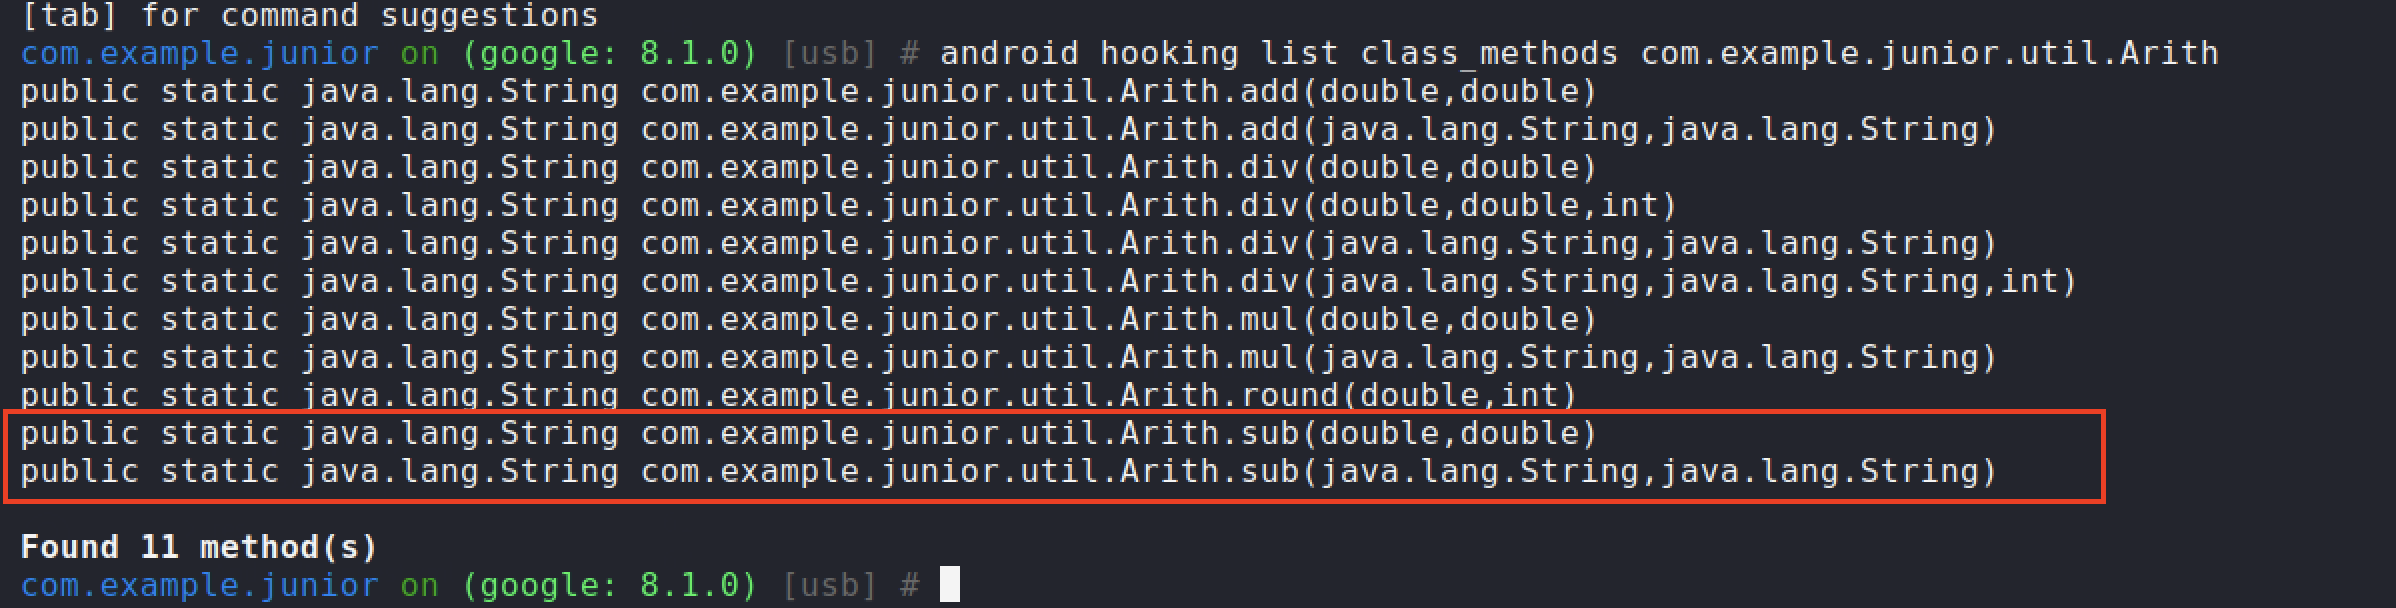 [tab] for command suggestions
com.example.junior on (google: 8.1.0) [usb] # android hooking list class_methods com.example.junior.util.Arith
public static java.lang.String com.example.junior.util.Arith.add(double,double)
public static java.lang.String com.example.junior.util.Arith.add(java.lang.String,java.lang.String)
public static java.lang.String com.example.junior.util.Arith.div(double,double)
public static java.lang.String com.example.junior.util.Arith.div(double,double,int)
public static java.lang.String com.example.junior.util.Arith.div(java.lang.String,java.lang.String)
public static java.lang.String com.example.junior.util.Arith.div(java.lang.String,java.lang.String,int)
public static java.lang.String com.example.junior.util.Arith.mul(double,double)
public static java.lang.String com.example.junior.util.Arith.mul(java.lang.String,java.lang.String)
public static java.lang.String com.example.junior.util.Arith.round(double,int)
public static java.lang.String com.example.junior.util.Arith.sub(double,double)
public static java.lang.String com.example.junior.util.Arith.sub(java.lang.String,java.lang.String)
Found 11 method(s)
com.example.junior on (google: 8.1.0) [usb] #